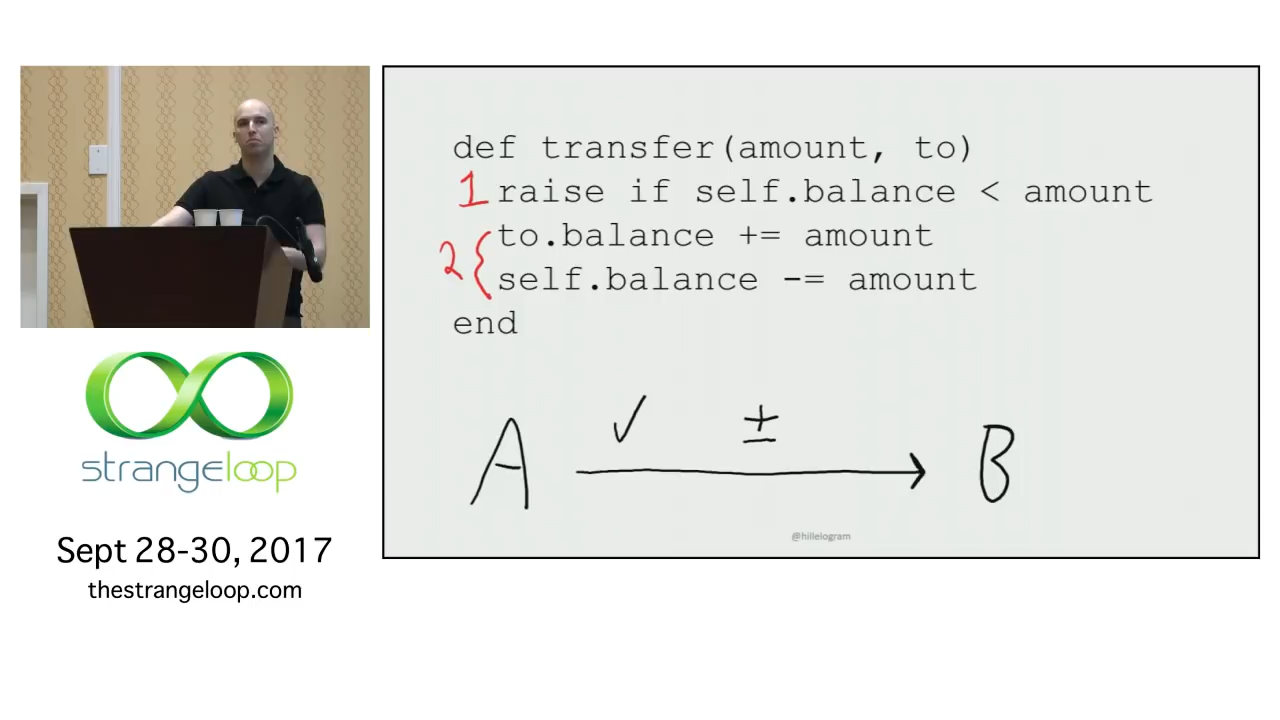 def transfer(amount, to)
1 raise if self.balance < amount
2 { to.balance += amount
self.balance -= amount
end
A ✓ ± B
@hillelogram
strangeloop
Sept 28-30, 2017
thestrangeloop.com